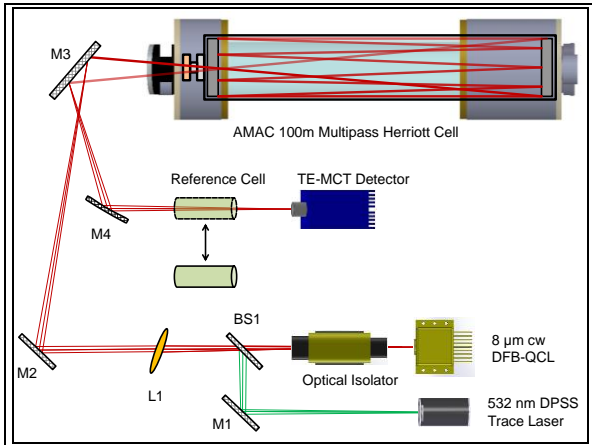 M3
AMAC 100m Multipass Herriott Cell
Reference Cell
TE-MCT Detector
M4
BS1
8 µm cw
DFB-QCL
M2
Optical Isolator
L1
532 nm DPSS
Trace Laser
M1